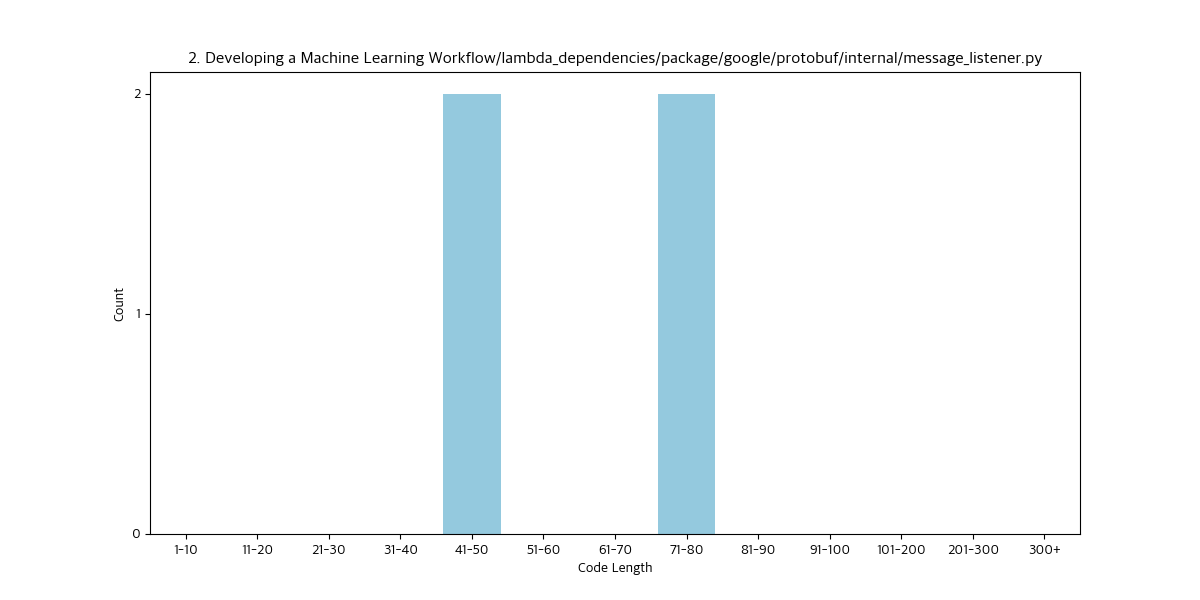 2. Developing a Machine Learning Workflow/lambda_dependencies/package/google/protobuf/internal/message_listener.py
2
1
0
Count
1-10 11-20 21-30 31-40 41-50 51-60 61-70 71-80 81-90 91-100 101-200 201-300 300+
Code Length